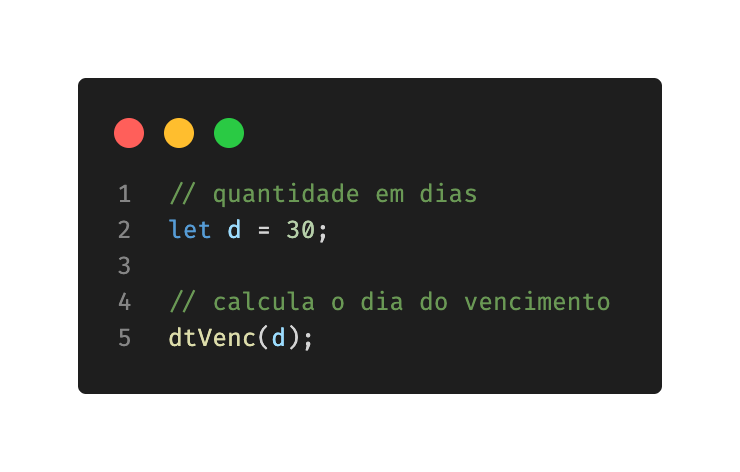 1 // quantidade em dias
2 let d = 30;
3
4 // calcula o dia do vencimento
5 dtVenc(d);